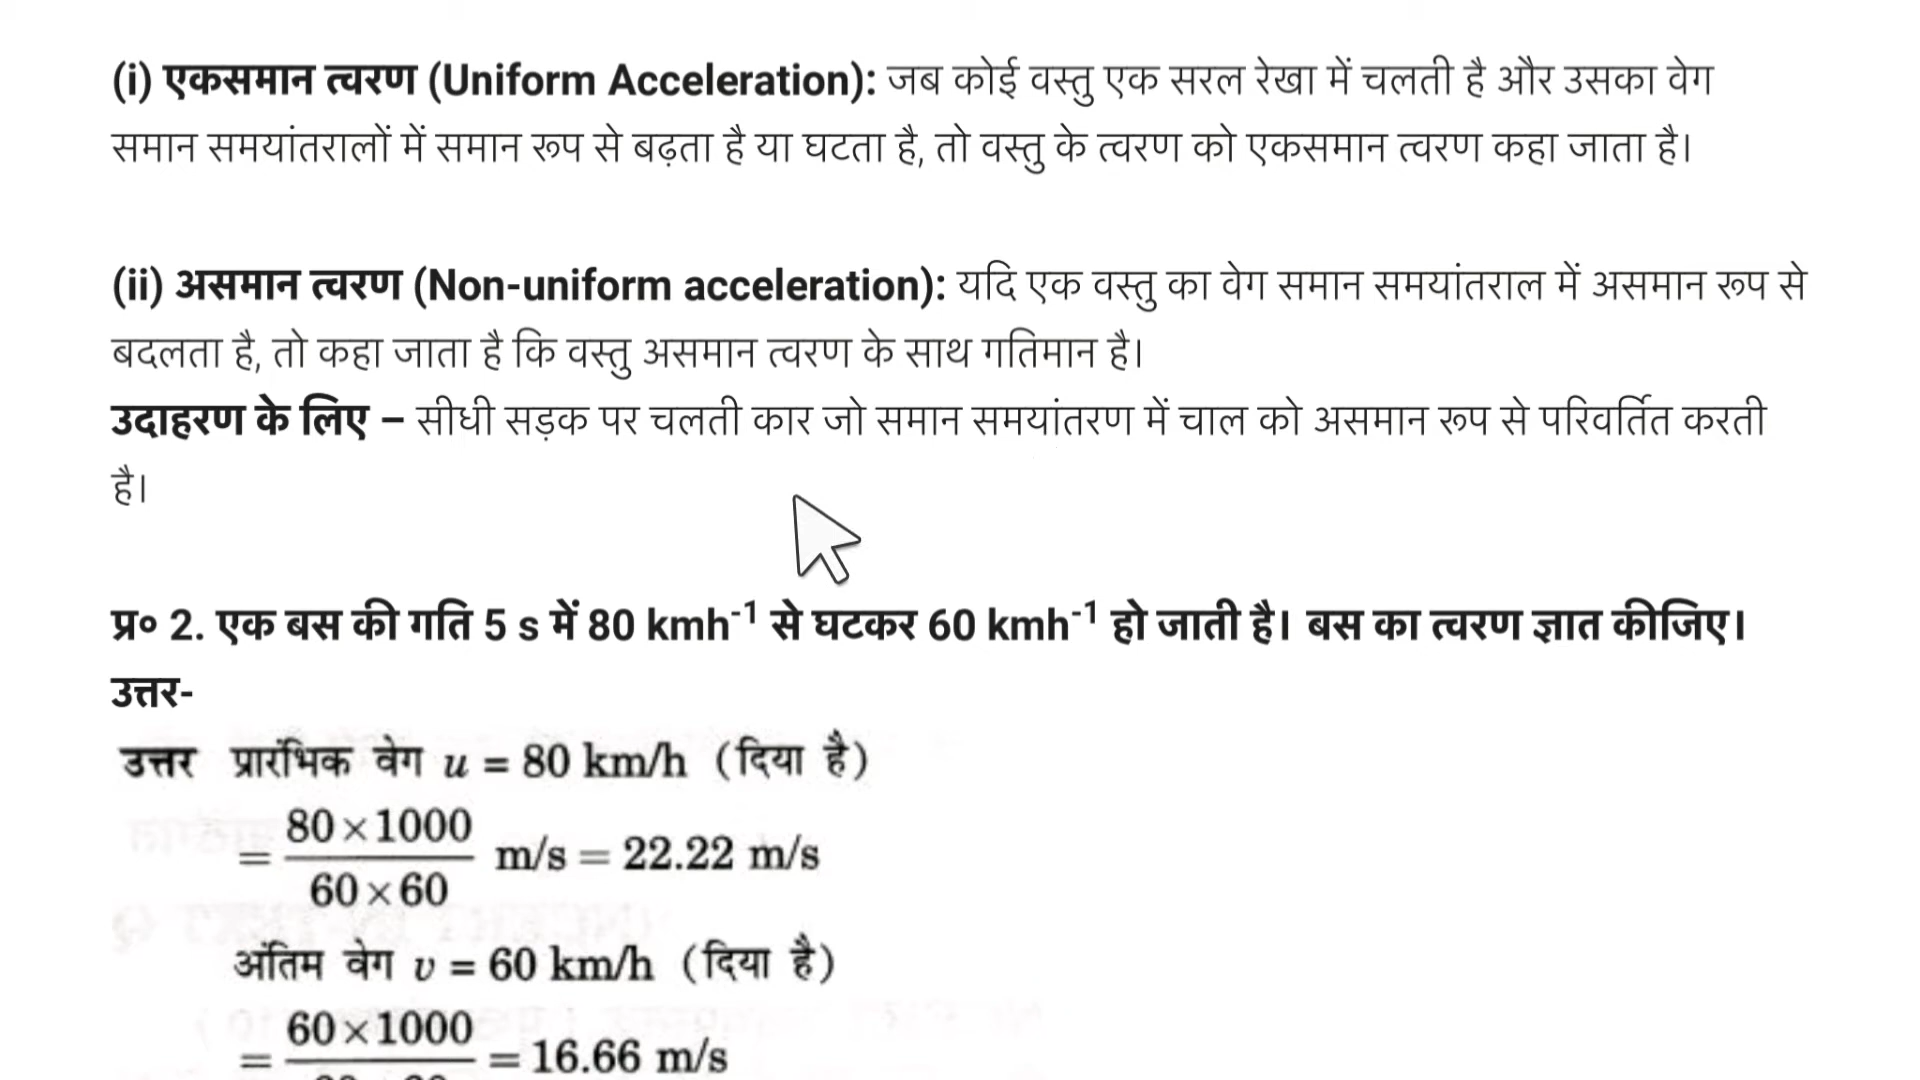 (i) एकसमान त्वरण (Uniform Acceleration): जब कोई वस्तु एक सरल रेखा में चलती है और उसका वेग
समान समयांतरालों में समान रूप से बढ़ता है या घटता है, तो वस्तु के त्वरण को एकसमान त्वरण कहा जाता है।
(ii) असमान त्वरण (Non-uniform acceleration): यदि एक वस्तु का वेग समान समयांतराल में असमान रूप से
बदलता है, तो कहा जाता है कि वस्तु असमान त्वरण के साथ गतिमान है।
उदाहरण के लिए – सीधी सड़क पर चलती कार जो समान समयांतरण में चाल को असमान रूप से परिवर्तित करती
है।
प्र० 2. एक बस की गति 5 s में 80 kmh⁻¹ से घटकर 60 kmh⁻¹ हो जाती है। बस का त्वरण ज्ञात कीजिए।
उत्तर-
उत्तर प्रारंभिक वेग u = 80 km/h (दिया है)
80×1000
= m/s = 22.22 m/s
60×60
अंतिम वेग v = 60 km/h (दिया है)
60×1000
= = 16.66 m/s